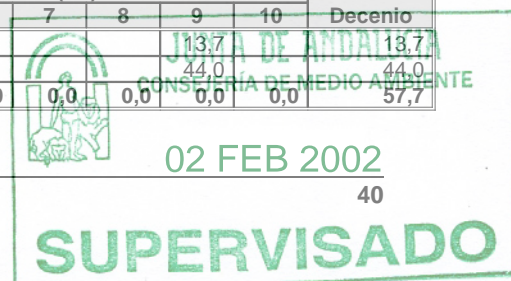 7 8 9 10 Decenio
13,7 13,7
44,0 44,0
0 0,0 0,0 0,0 0,0 57,7
JUNTA DE ANDALUCIA
CONSEJERÍA DE MEDIO AMBIENTE
02 FEB 2002
40
SUPERVISADO